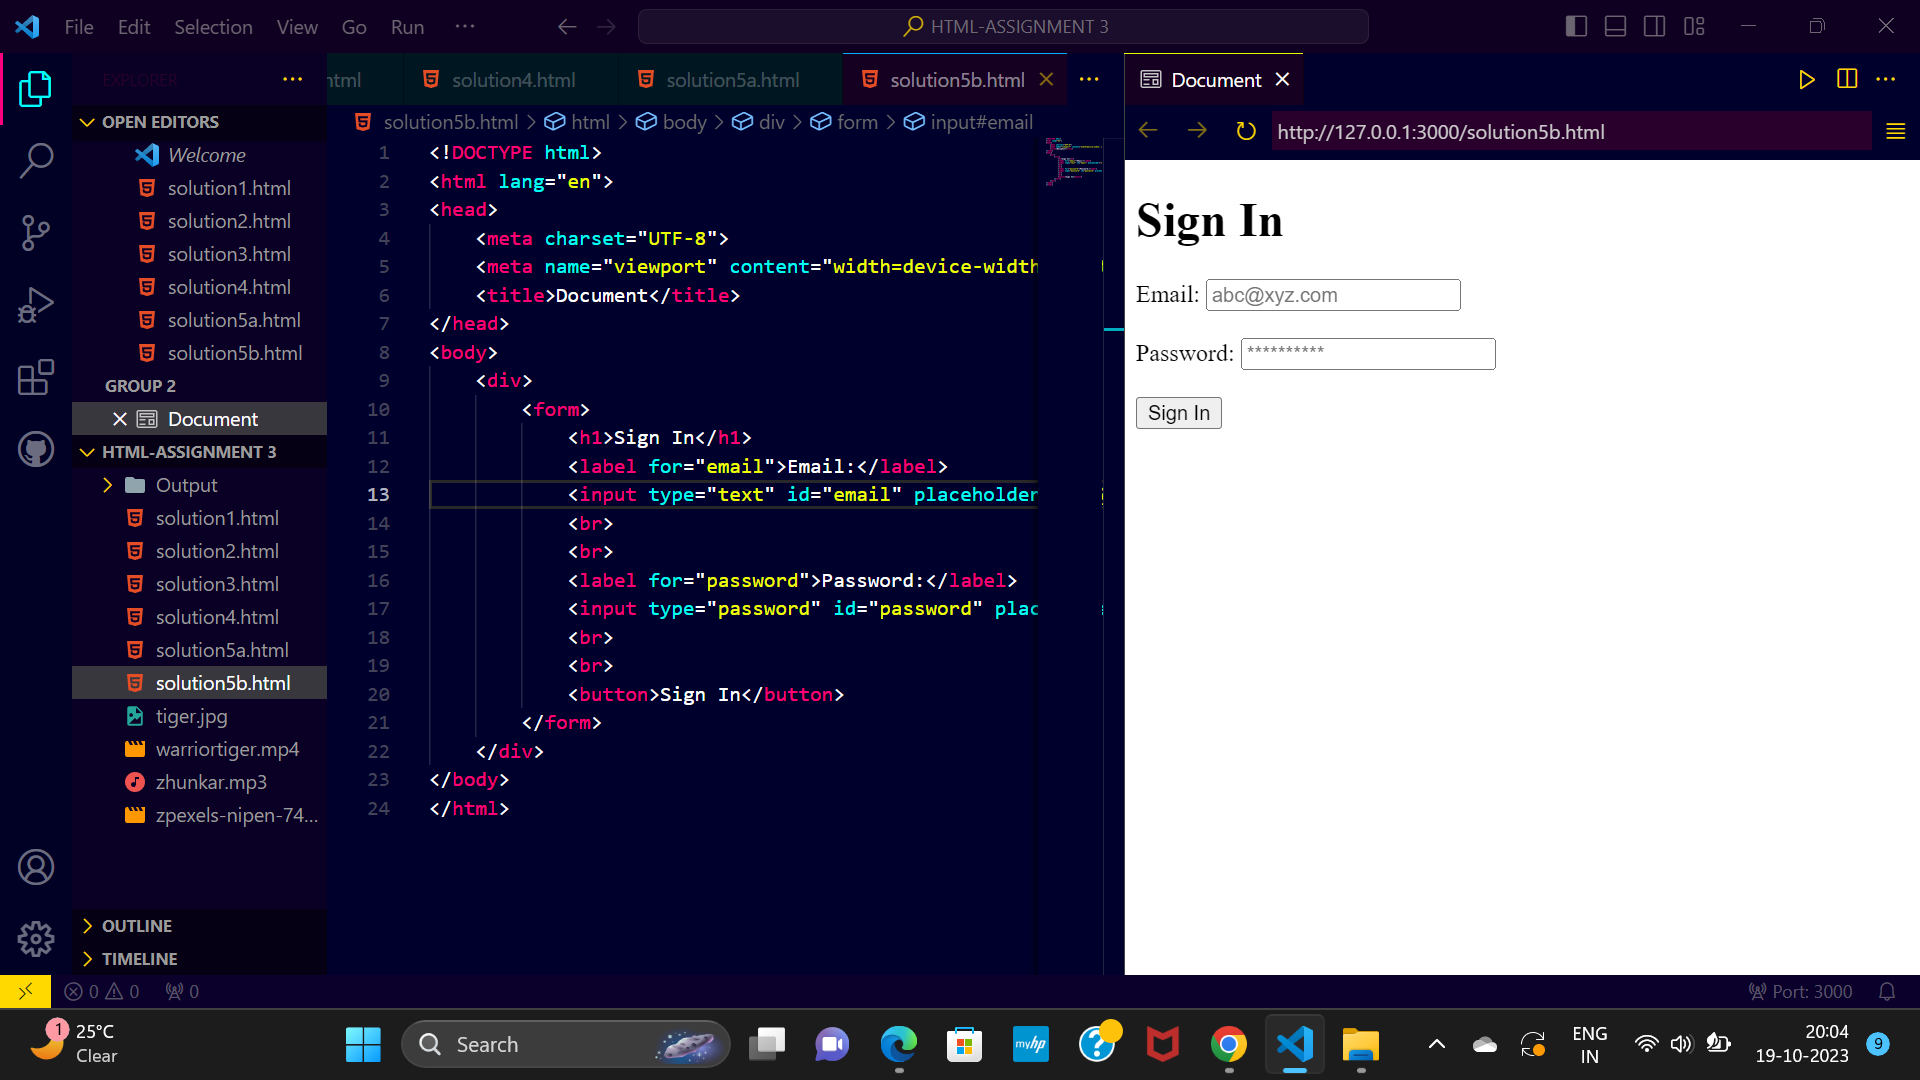 File Edit Selection View Go Run ···
HTML-ASSIGNMENT 3
EXPLORER
OPEN EDITORS
Welcome
solution1.html
solution2.html
solution3.html
solution4.html
solution5a.html
solution5b.html
GROUP 2
Document
HTML-ASSIGNMENT 3
Output
solution1.html
solution2.html
solution3.html
solution4.html
solution5a.html
solution5b.html
tiger.jpg
warriortiger.mp4
zhunkar.mp3
zpexels-nipen-74...
OUTLINE
TIMELINE
html solution4.html solution5a.html solution5b.html
solution5b.html > html > body > div > form > input#email
1 <!DOCTYPE html>
2 <html lang="en">
3 <head>
4 <meta charset="UTF-8">
5 <meta name="viewport" content="width=device-width
6 <title>Document</title>
7 </head>
8 <body>
9 <div>
10 <form>
11 <h1>Sign In</h1>
12 <label for="email">Email:</label>
13 <input type="text" id="email" placeholder
14 <br>
15 <br>
16 <label for="password">Password:</label>
17 <input type="password" id="password" plac
18 <br>
19 <br>
20 <button>Sign In</button>
21 </form>
22 </div>
23 </body>
24 </html>
Document
http://127.0.0.1:3000/solution5b.html
Sign In
Email: abc@xyz.com
Password: **********
Sign In
0 0 0
Port: 3000
1
25°C
Clear
Search
myhp
ENG
IN
20:04
19-10-2023
9